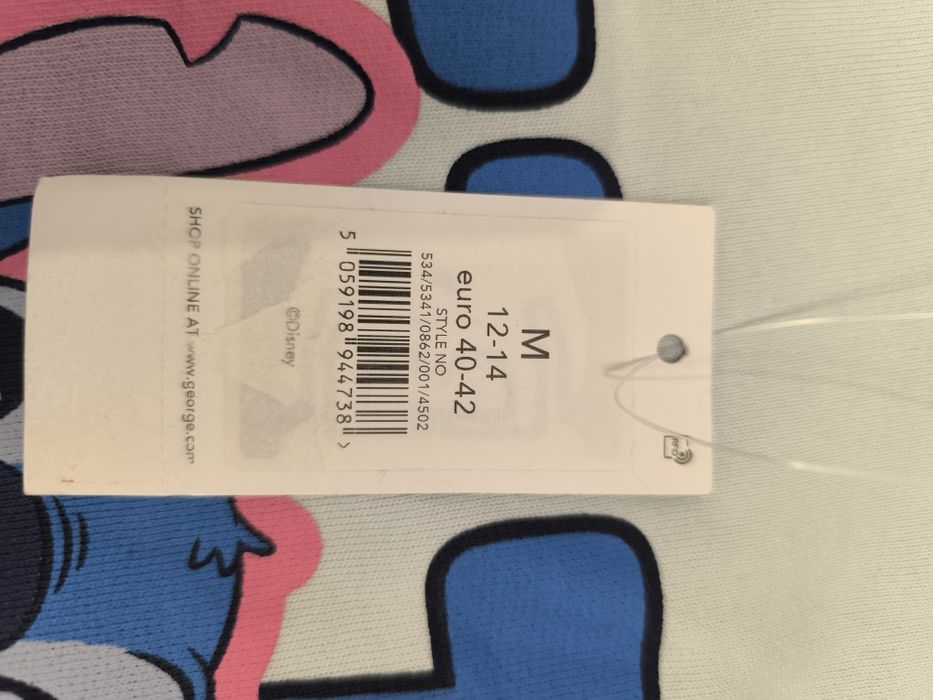 RFID
M
12-14
euro 40-42
STYLE NO
534/5341/0862/001/4502
5 059198 944738 >
©Disney
SHOP ONLINE AT www.george.com